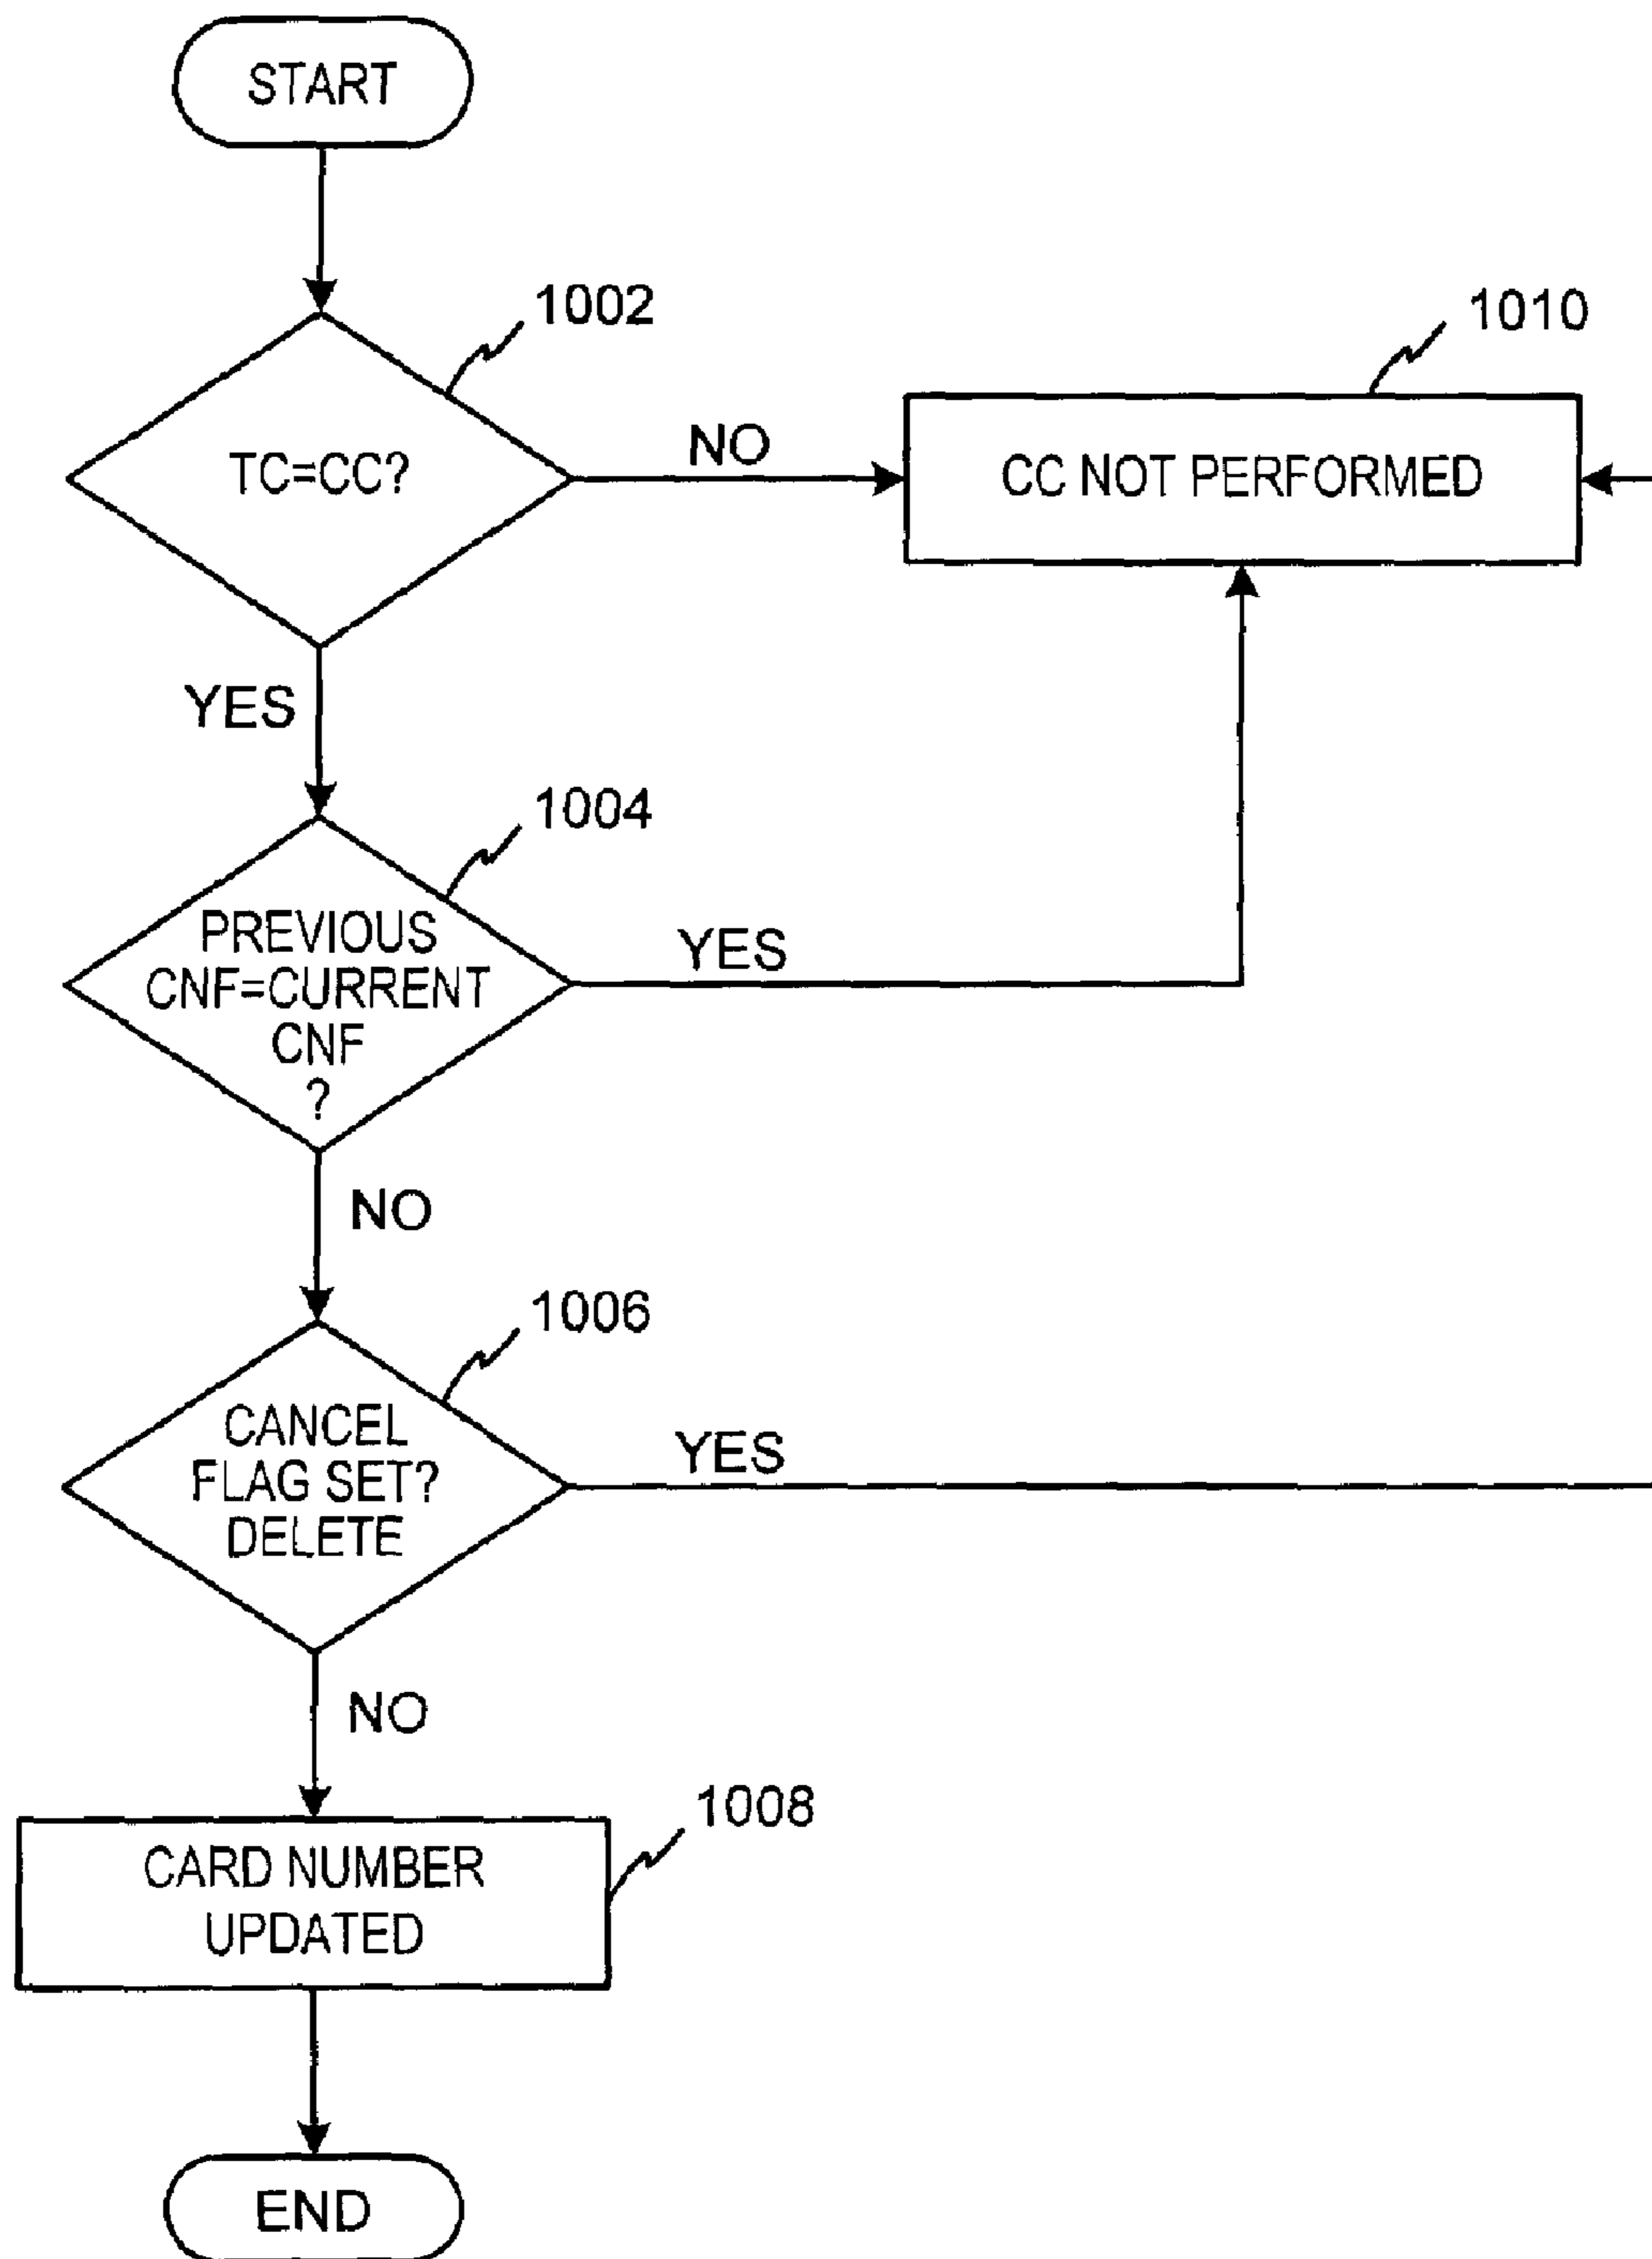 START
1002
TC=CC?
NO
1010
CC NOT PERFORMED
YES
1004
PREVIOUS
CNF=CURRENT
CNF
?
YES
NO
1006
CANCEL
FLAG SET?
DELETE
YES
NO
1008
CARD NUMBER
UPDATED
END